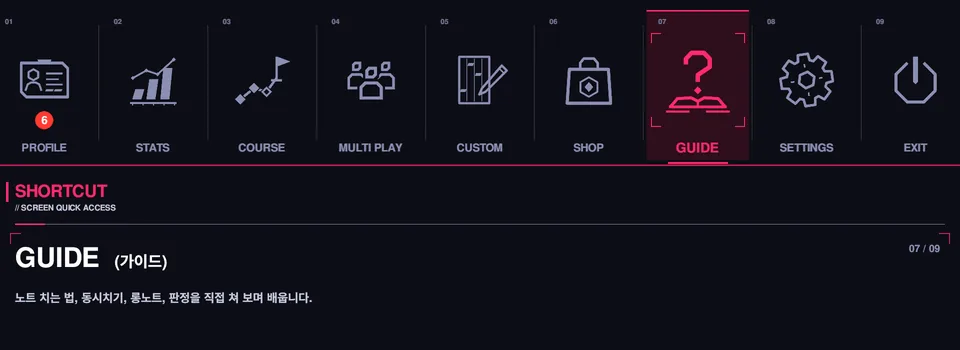 01 02 03 04 05 06 07 08 09
6
PROFILE STATS COURSE MULTI PLAY CUSTOM SHOP GUIDE SETTINGS EXIT
SHORTCUT
// SCREEN QUICK ACCESS
GUIDE (가이드) 07 / 09
노트 치는 법, 동시치기, 롱노트, 판정을 직접 쳐 보며 배웁니다.